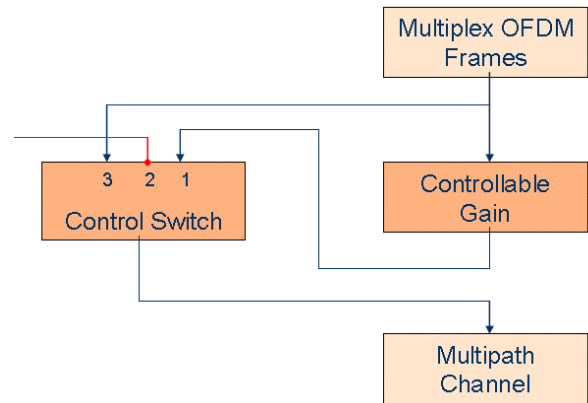 Multiplex OFDM
Frames
3 2 1
Control Switch
Controllable
Gain
Multipath
Channel